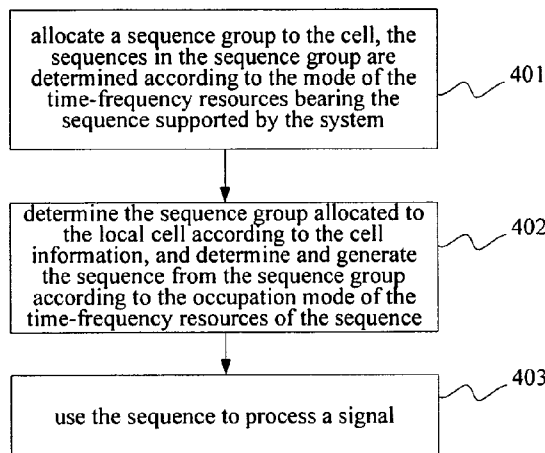 allocate a sequence group to the cell, the
sequences in the sequence group are
determined according to the mode of the
time-frequency resources bearing the
sequence supported by the system
401
determine the sequence group allocated to
the local cell according to the cell
information, and determine and generate
the sequence from the sequence group
according to the occupation mode of the
time-frequency resources of the sequence
402
use the sequence to process a signal
403